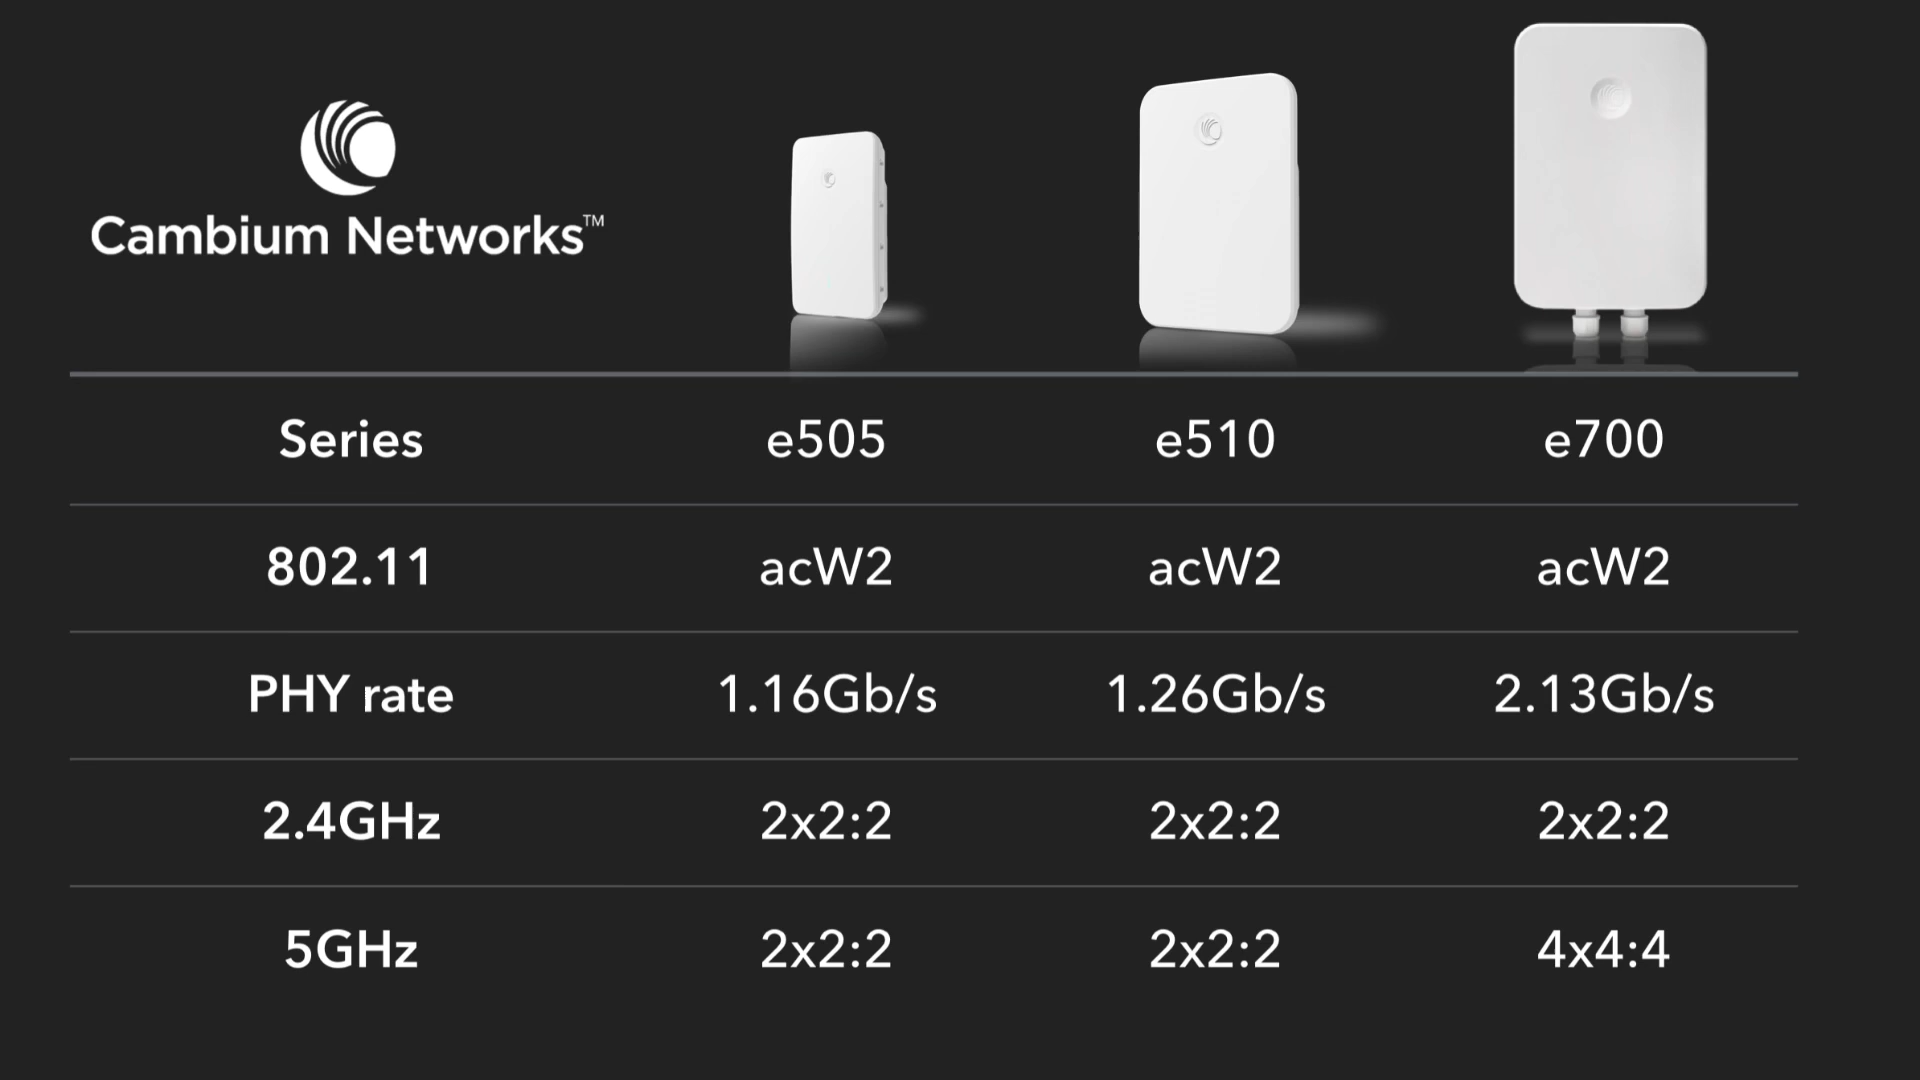 Cambium Networks™
Series e505 e510 e700
802.11 acW2 acW2 acW2
PHY rate 1.16Gb/s 1.26Gb/s 2.13Gb/s
2.4GHz 2x2:2 2x2:2 2x2:2
5GHz 2x2:2 2x2:2 4x4:4